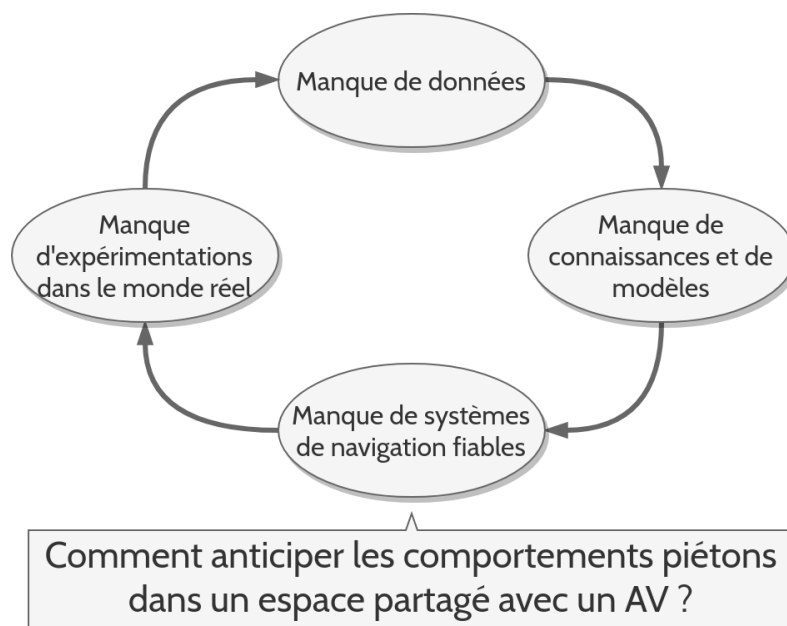 Manque de données
Manque
d'expérimentations
dans le monde réel
Manque de
connaissances et de
modèles
Manque de systèmes
de navigation fiables
Comment anticiper les comportements piétons
dans un espace partagé avec un AV ?